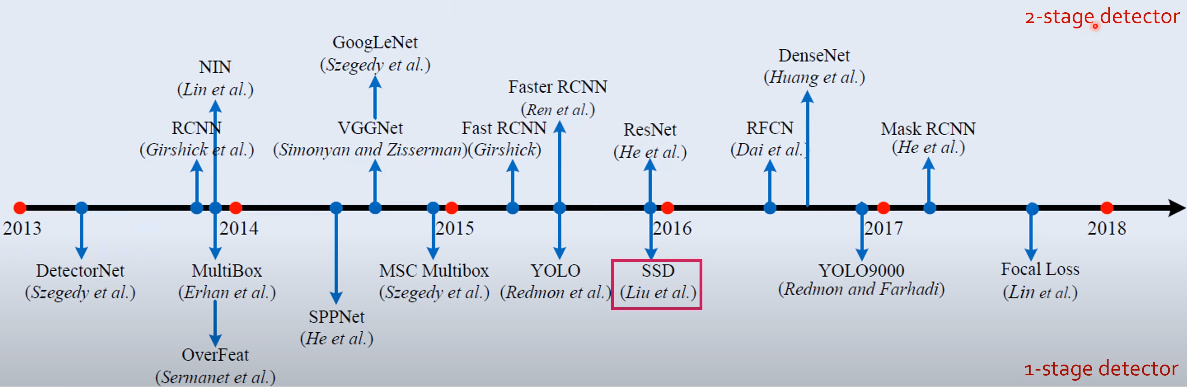 2-stage detector
GoogLeNet
(Szegedy et al.)
NIN
(Lin et al.)
DenseNet
(Huang et al.)
Faster RCNN
(Ren et al.)
RCNN
(Girshick et al.)
VGGNet
(Simonyan and Zisserman)
Fast RCNN
(Girshick)
ResNet
(He et al.)
RFCN
(Dai et al.)
Mask RCNN
(He et al.)
2013
2014
2015
2016
2017
2018
DetectorNet
(Szegedy et al.)
MultiBox
(Erhan et al.)
MSC Multibox
(Szegedy et al.)
YOLO
(Redmon et al.)
SSD
(Liu et al.)
YOLO9000
(Redmon and Farhadi)
Focal Loss
(Lin et al.)
SPPNet
(He et al.)
OverFeat
(Sermanet et al.)
1-stage detector